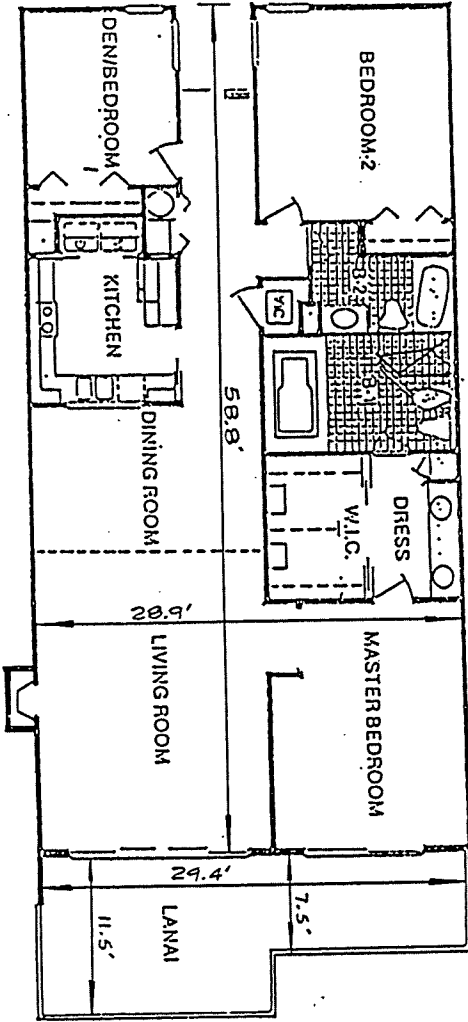 DEN/BEDROOM
BEDROOM·2
KITCHEN
A/C
B-2
B-1
58.8'
DINING ROOM
W.I.C.
DRESS
28.9'
LIVING ROOM
MASTER BEDROOM
29.4'
7.5'
11.5'
LANAI